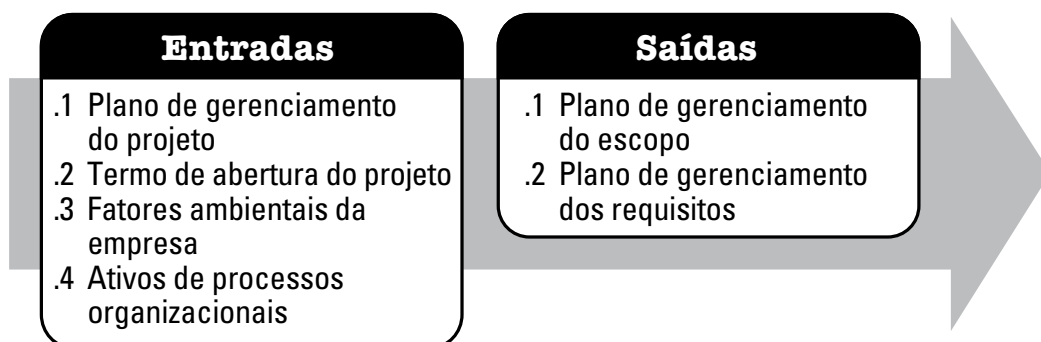 Entradas
.1 Plano de gerenciamento
do projeto
.2 Termo de abertura do projeto
.3 Fatores ambientais da
empresa
.4 Ativos de processos
organizacionais
Saídas
.1 Plano de gerenciamento
do escopo
.2 Plano de gerenciamento
dos requisitos